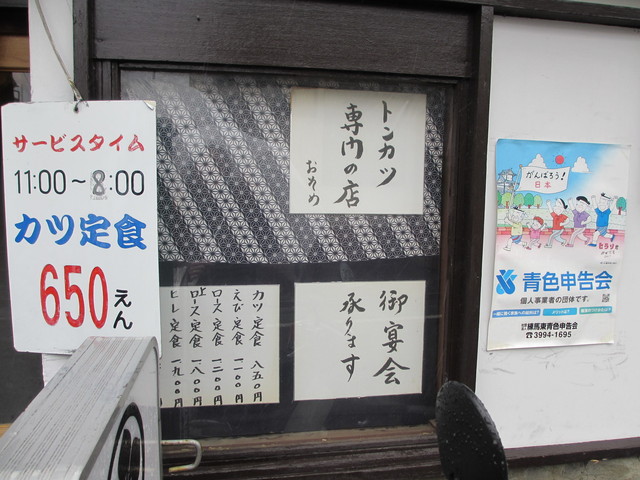 サービスタイム
11:00～8:00
カツ定食
650えん
トンカツ
専門の店
おそめ
カツ定食 八五〇円
えび定食 一一〇〇円
ロース定食 一二〇〇円
上ロース定食 一八〇〇円
ヒレ定食 一九〇〇円
御宴会
承ります
がんばろう!
日本
青色申告会
個人事業者の団体です。
練馬東青色申告会
☎3994-1695